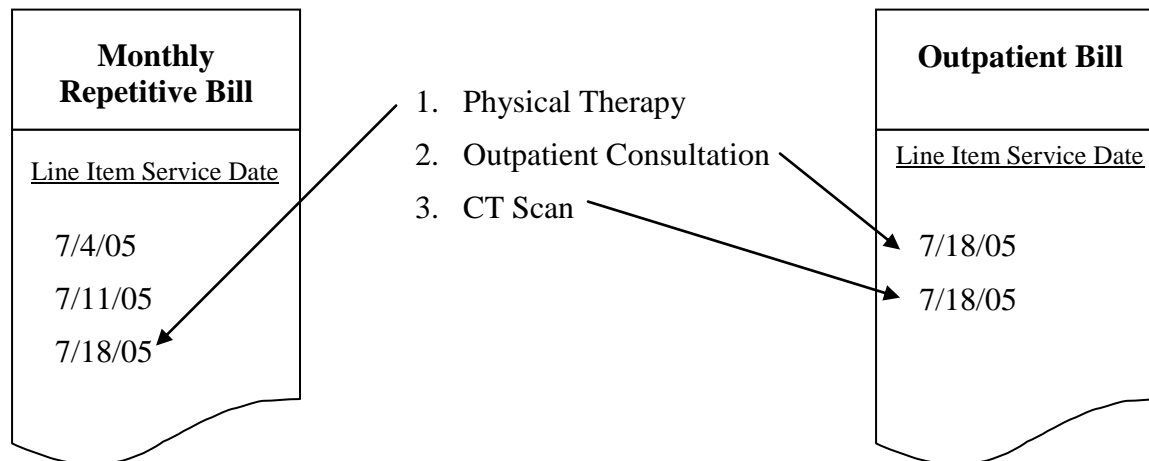 Monthly
Repetitive Bill
Line Item Service Date
7/4/05
7/11/05
7/18/05
1. Physical Therapy
2. Outpatient Consultation
3. CT Scan
Outpatient Bill
Line Item Service Date
7/18/05
7/18/05